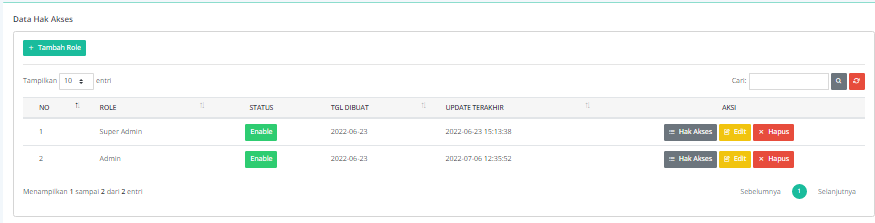 Data Hak Akses
+ Tambah Role
Tampilkan 10 entri Cari:
NO ROLE STATUS TGL DIBUAT UPDATE TERAKHIR AKSI
1 Super Admin Enable 2022-06-23 2022-06-23 15:13:38 Hak Akses Edit × Hapus
2 Admin Enable 2022-06-23 2022-07-06 12:35:52 Hak Akses Edit × Hapus
Menampilkan 1 sampai 2 dari 2 entri Sebelumnya 1 Selanjutnya